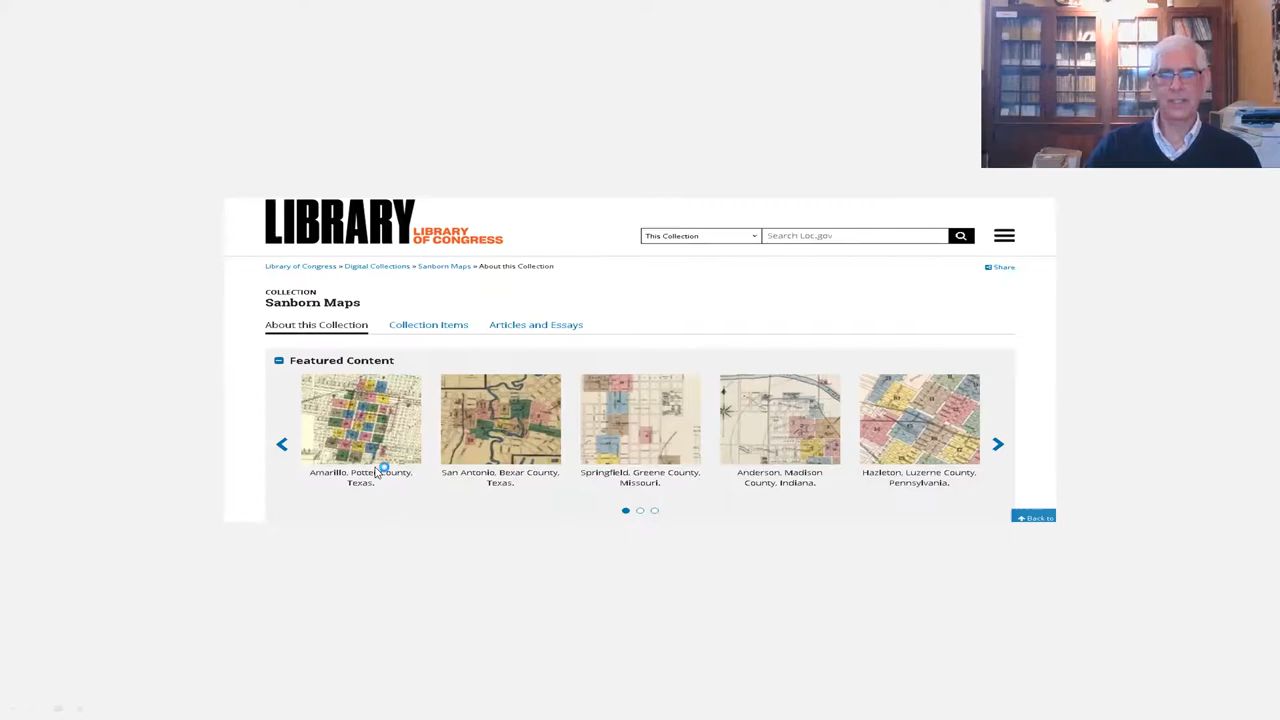 LIBRARY
LIBRARY
OF CONGRESS
This Collection
Search Loc.gov
Library of Congress » Digital Collections » Sanborn Maps » About this Collection
Share
COLLECTION
Sanborn Maps
About this Collection
Collection Items
Articles and Essays
Featured Content
Amarillo, Potter County,
Texas.
San Antonio, Bexar County,
Texas.
Springfield, Greene County,
Missouri.
Anderson, Madison
County, Indiana.
Hazleton, Luzerne County,
Pennsylvania.
Back to